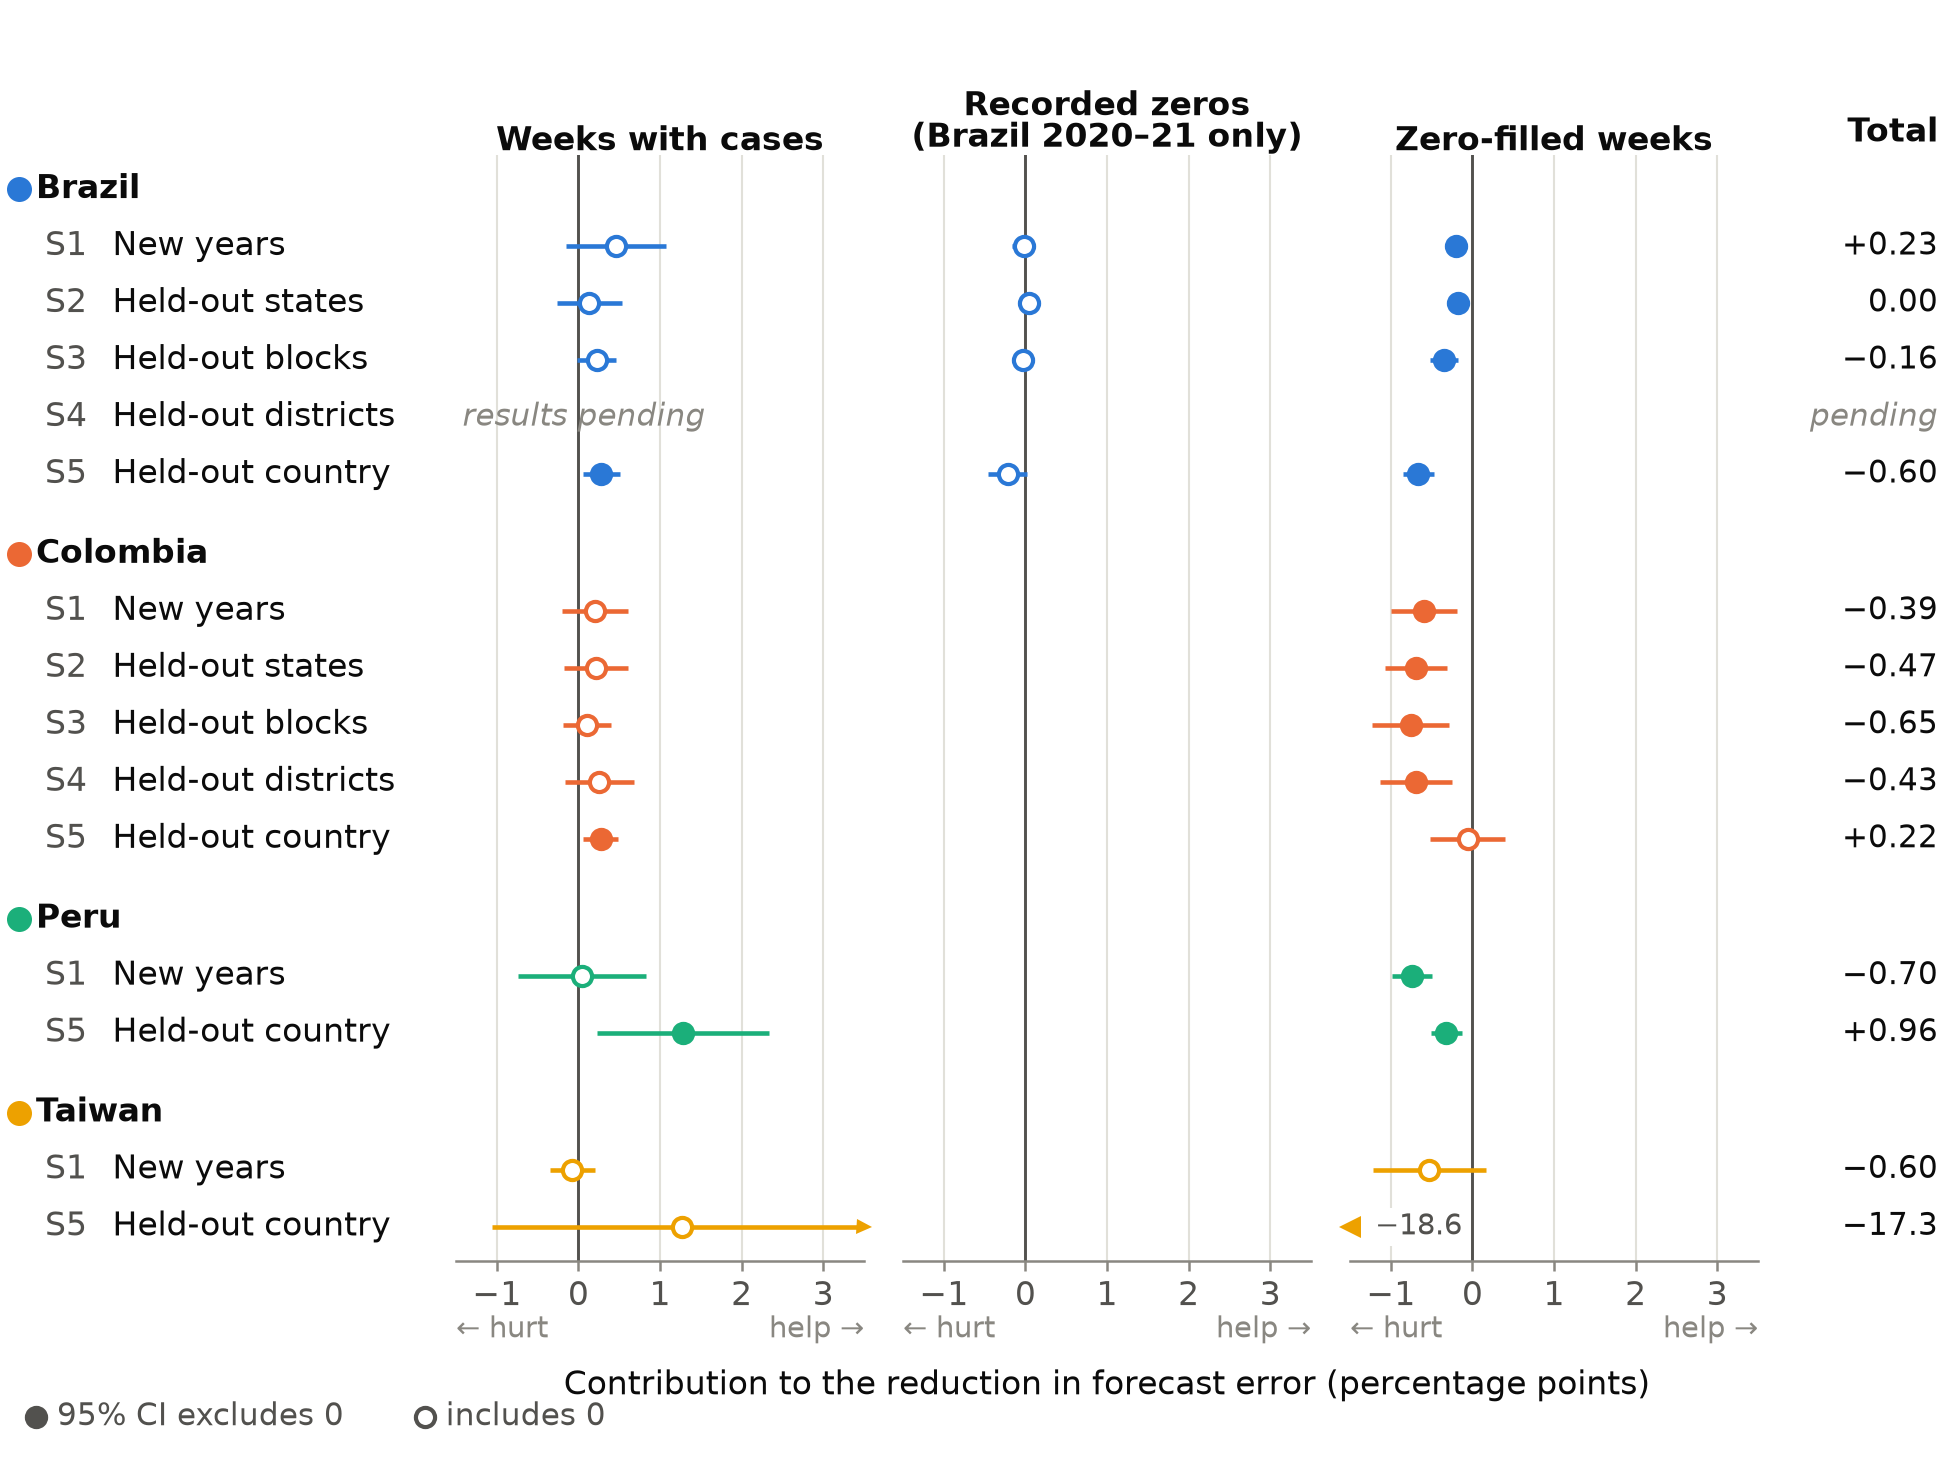 Recorded zeros
Weeks with cases (Brazil 2020–21 only) Zero-filled weeks Total
Brazil
S1 New years +0.23
S2 Held-out states 0.00
S3 Held-out blocks −0.16
S4 Held-out districts results pending pending
S5 Held-out country −0.60
Colombia
S1 New years −0.39
S2 Held-out states −0.47
S3 Held-out blocks −0.65
S4 Held-out districts −0.43
S5 Held-out country +0.22
Peru
S1 New years −0.70
S5 Held-out country +0.96
Taiwan
S1 New years −0.60
S5 Held-out country −18.6 −17.3
−1 0 1 2 3 −1 0 1 2 3 −1 0 1 2 3
← hurt help → ← hurt help → ← hurt help →
Contribution to the reduction in forecast error (percentage points)
95% CI excludes 0 includes 0